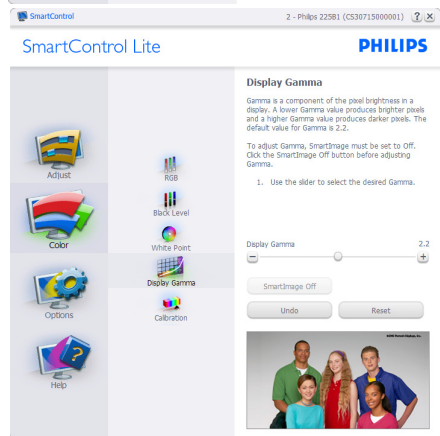 SmartControl
2 - Philips 225B1 (CS30715000001)
SmartControl Lite
PHILIPS
Adjust
Color
Options
Help
RGB
Black Level
White Point
Display Gamma
Calibration
Display Gamma
Gamma is a component of the pixel brightness in a
display. A lower Gamma value produces brighter pixels
and a higher Gamma value produces darker pixels. The
default value for Gamma is 2.2.
To adjust Gamma, SmartImage must be set to Off.
Click the SmartImage Off button before adjusting
Gamma.
1. Use the slider to select the desired Gamma.
Display Gamma 2.2
SmartImage Off
Undo
Reset